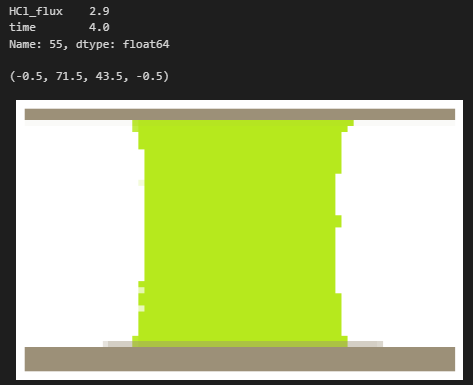 HCl_flux    2.9
time        4.0
Name: 55, dtype: float64
(-0.5, 71.5, 43.5, -0.5)